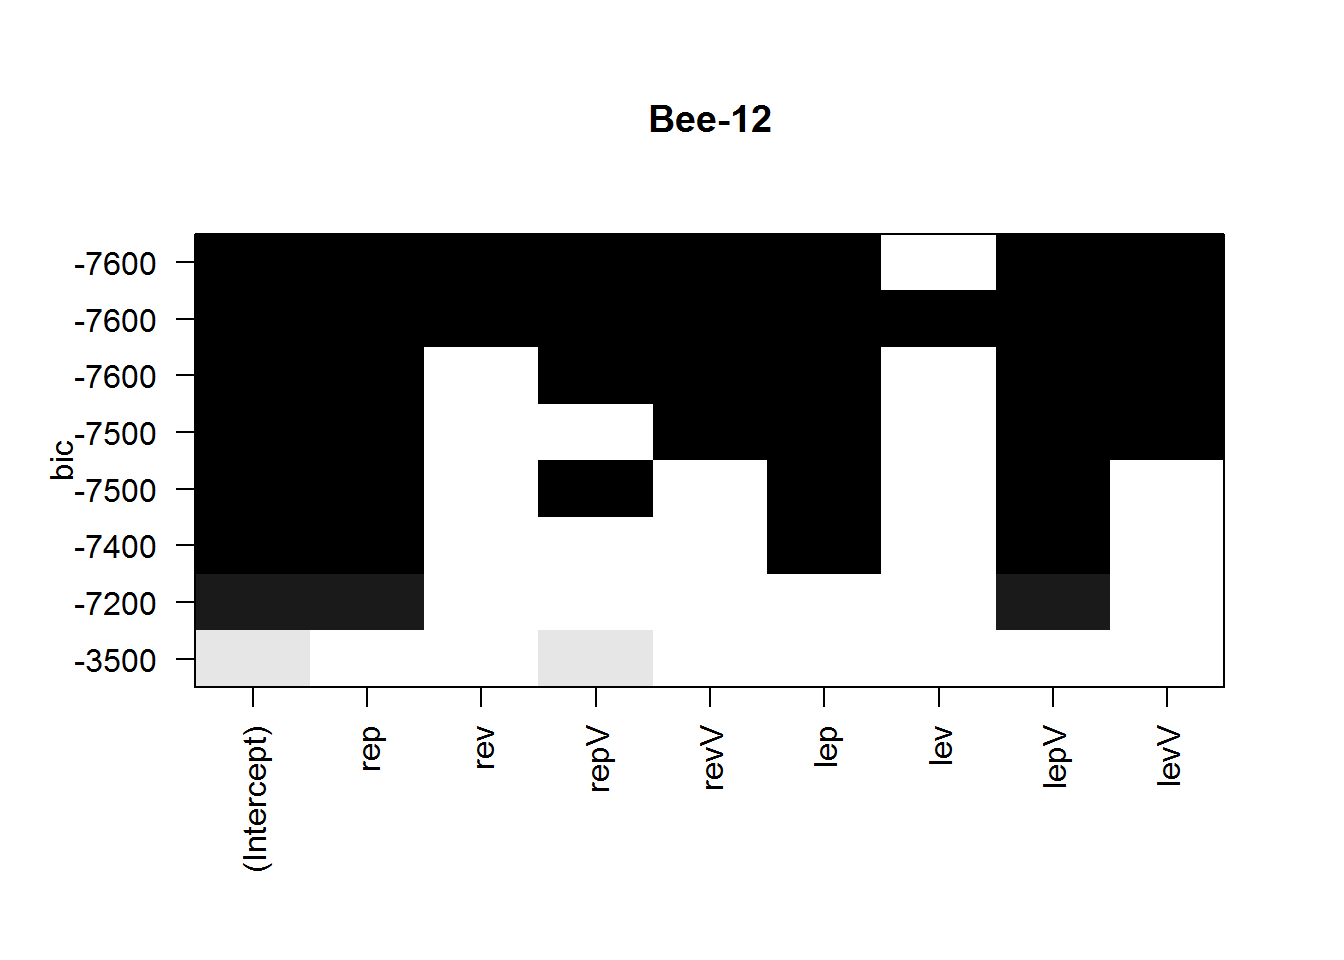 Bee-12
bic
-7600
-7600
-7600
-7500
-7500
-7400
-7200
-3500
(Intercept)
rep
rev
repV
revV
lep
lev
lepV
levV